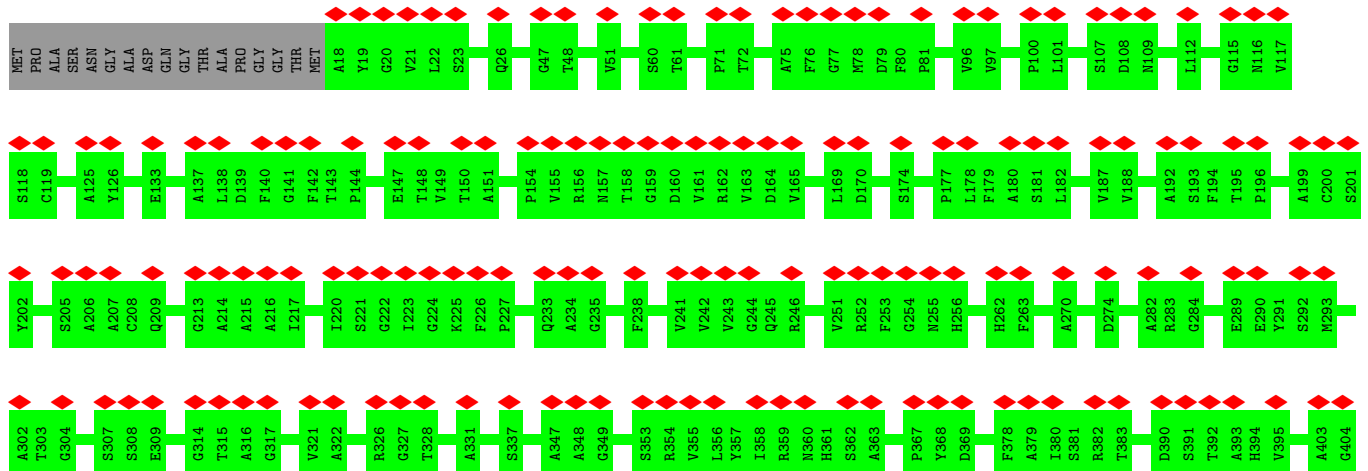 MET PRO ALA SER ASN GLY ALA ASP GLN GLY THR ALA PRO GLY GLY THR MET A18 Y19 G20 V21 L22 S23 Q26 G47 T48 V51 S60 T61 P71 T72 A75 F76 G77 M78 D79 F80 P81 V96 V97 P100 L101 S107 D108 N109 L112 G115 N116 V117
S118 C119 A125 Y126 E133 A137 L138 D139 F140 G141 F142 T143 P144 E147 T148 V149 T150 A151 P154 V155 R156 N157 T158 G159 D160 V161 R162 V163 D164 V165 L169 D170 S174 P177 L178 F179 A180 S181 L182 V187 V188 A192 S193 F194 T195 P196 A199 C200 S201
Y202 S205 A206 A207 C208 Q209 G213 A214 A215 A216 I217 I220 S221 G222 I223 G224 K225 F226 P227 Q233 A234 G235 F238 V241 V242 V243 G244 Q245 R246 V251 R252 F253 G254 N255 H256 H262 F263 A270 D274 A282 R283 G284 E289 E290 Y291 S292 M293
A302 T303 G304 S307 S308 E309 G314 T315 A316 G317 V321 A322 R326 G327 T328 A331 S337 A347 A348 G349 S353 R354 V355 L356 Y357 I358 R359 N360 H361 S362 A363 P367 Y368 D369 F378 A379 I380 S381 R382 T383 D390 S391 T392 A393 H394 V395 A403 G404